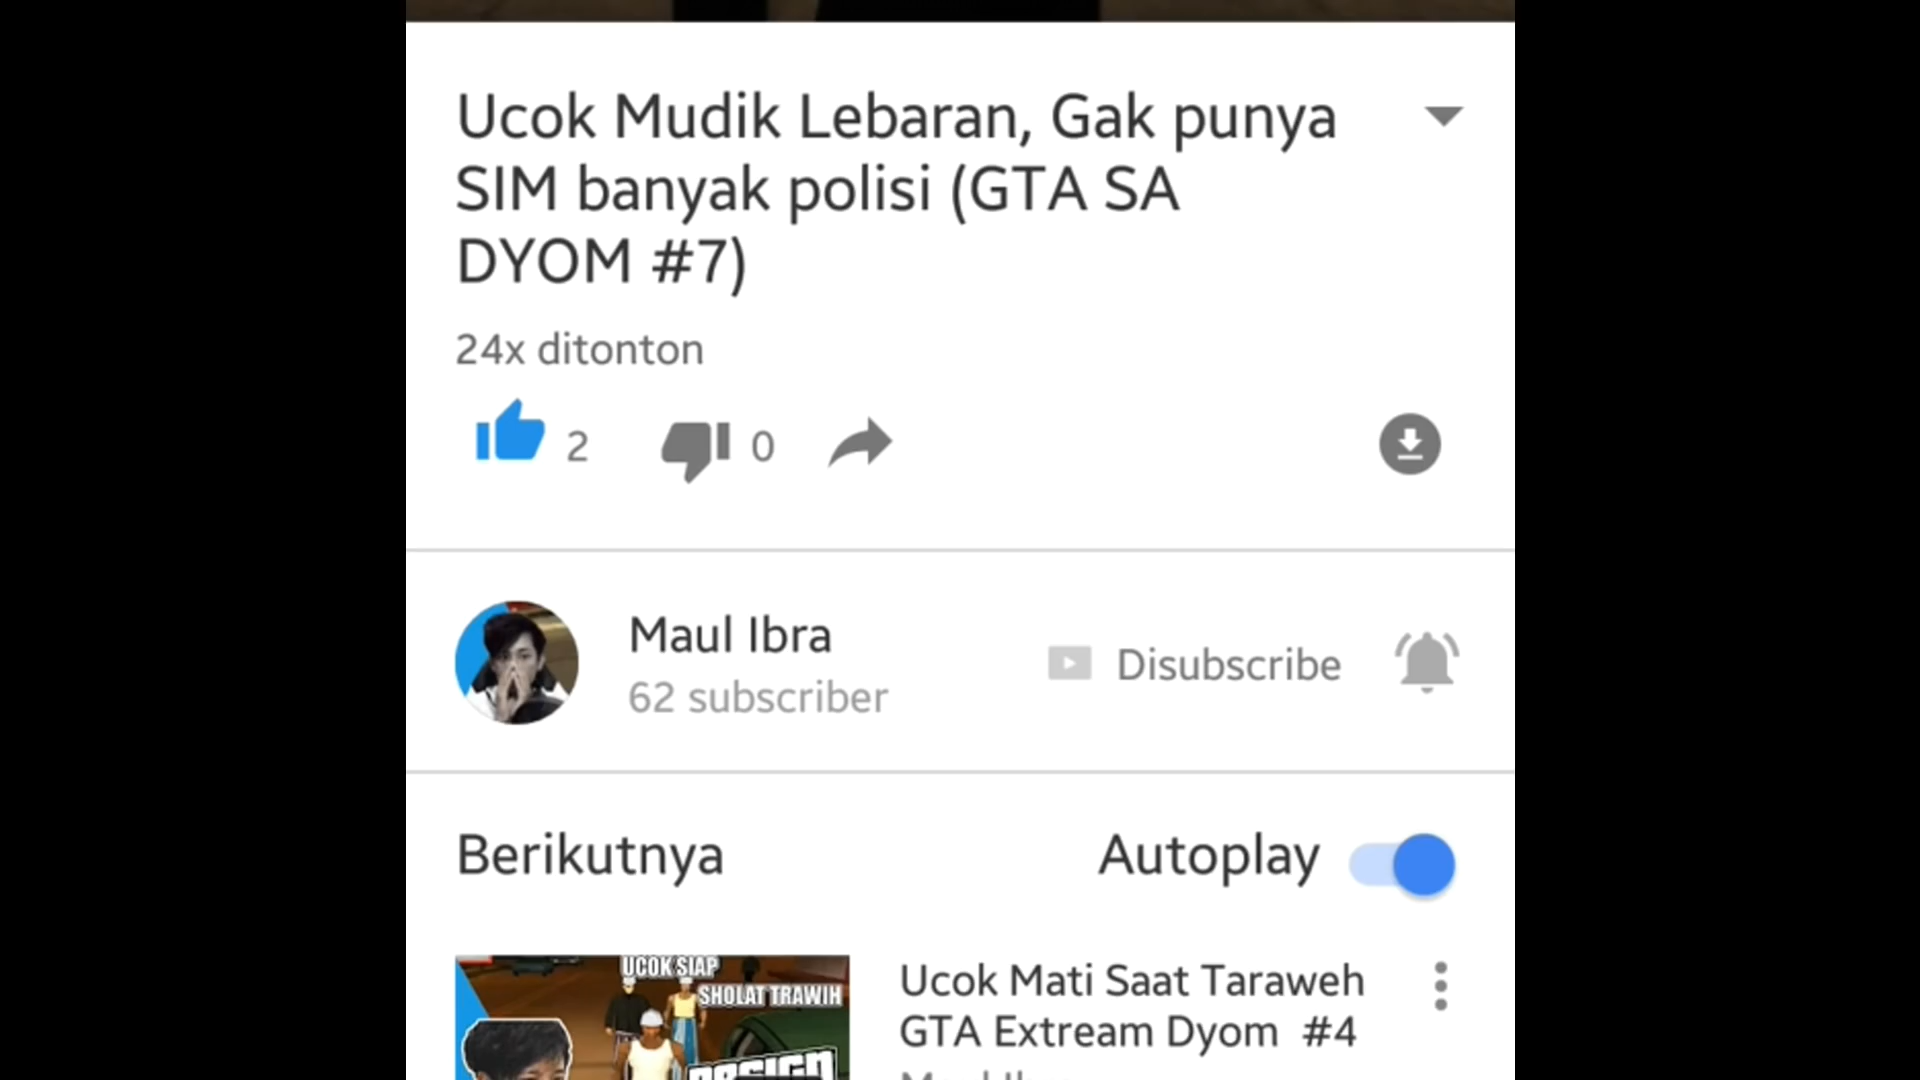 Ucok Mudik Lebaran, Gak punya
SIM banyak polisi (GTA SA
DYOM #7)
24x ditonton
2 0
Maul Ibra
62 subscriber
Disubscribe
Berikutnya
Autoplay
UCOK SIAP
SHOLAT TRAWIH
Ucok Mati Saat Taraweh
GTA Extream Dyom #4